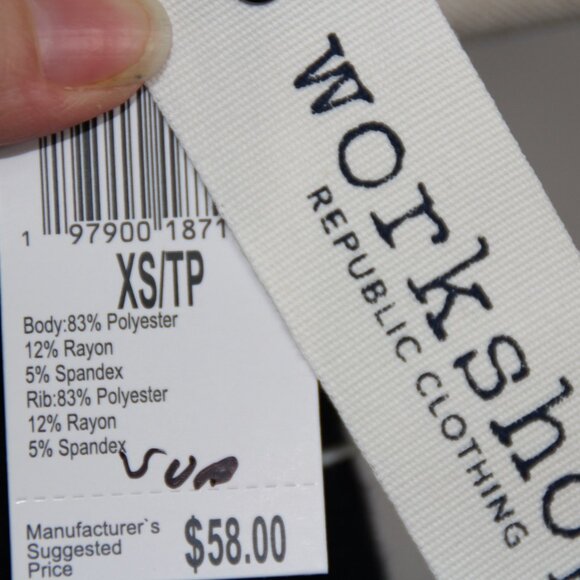 1 97900 1871
XS/TP
Body:83% Polyester
12% Rayon
5% Spandex
Rib:83% Polyester
12% Rayon
5% Spandex
Manufacturer`s
Suggested
Price
$58.00
worksho
REPUBLIC CLOTHING